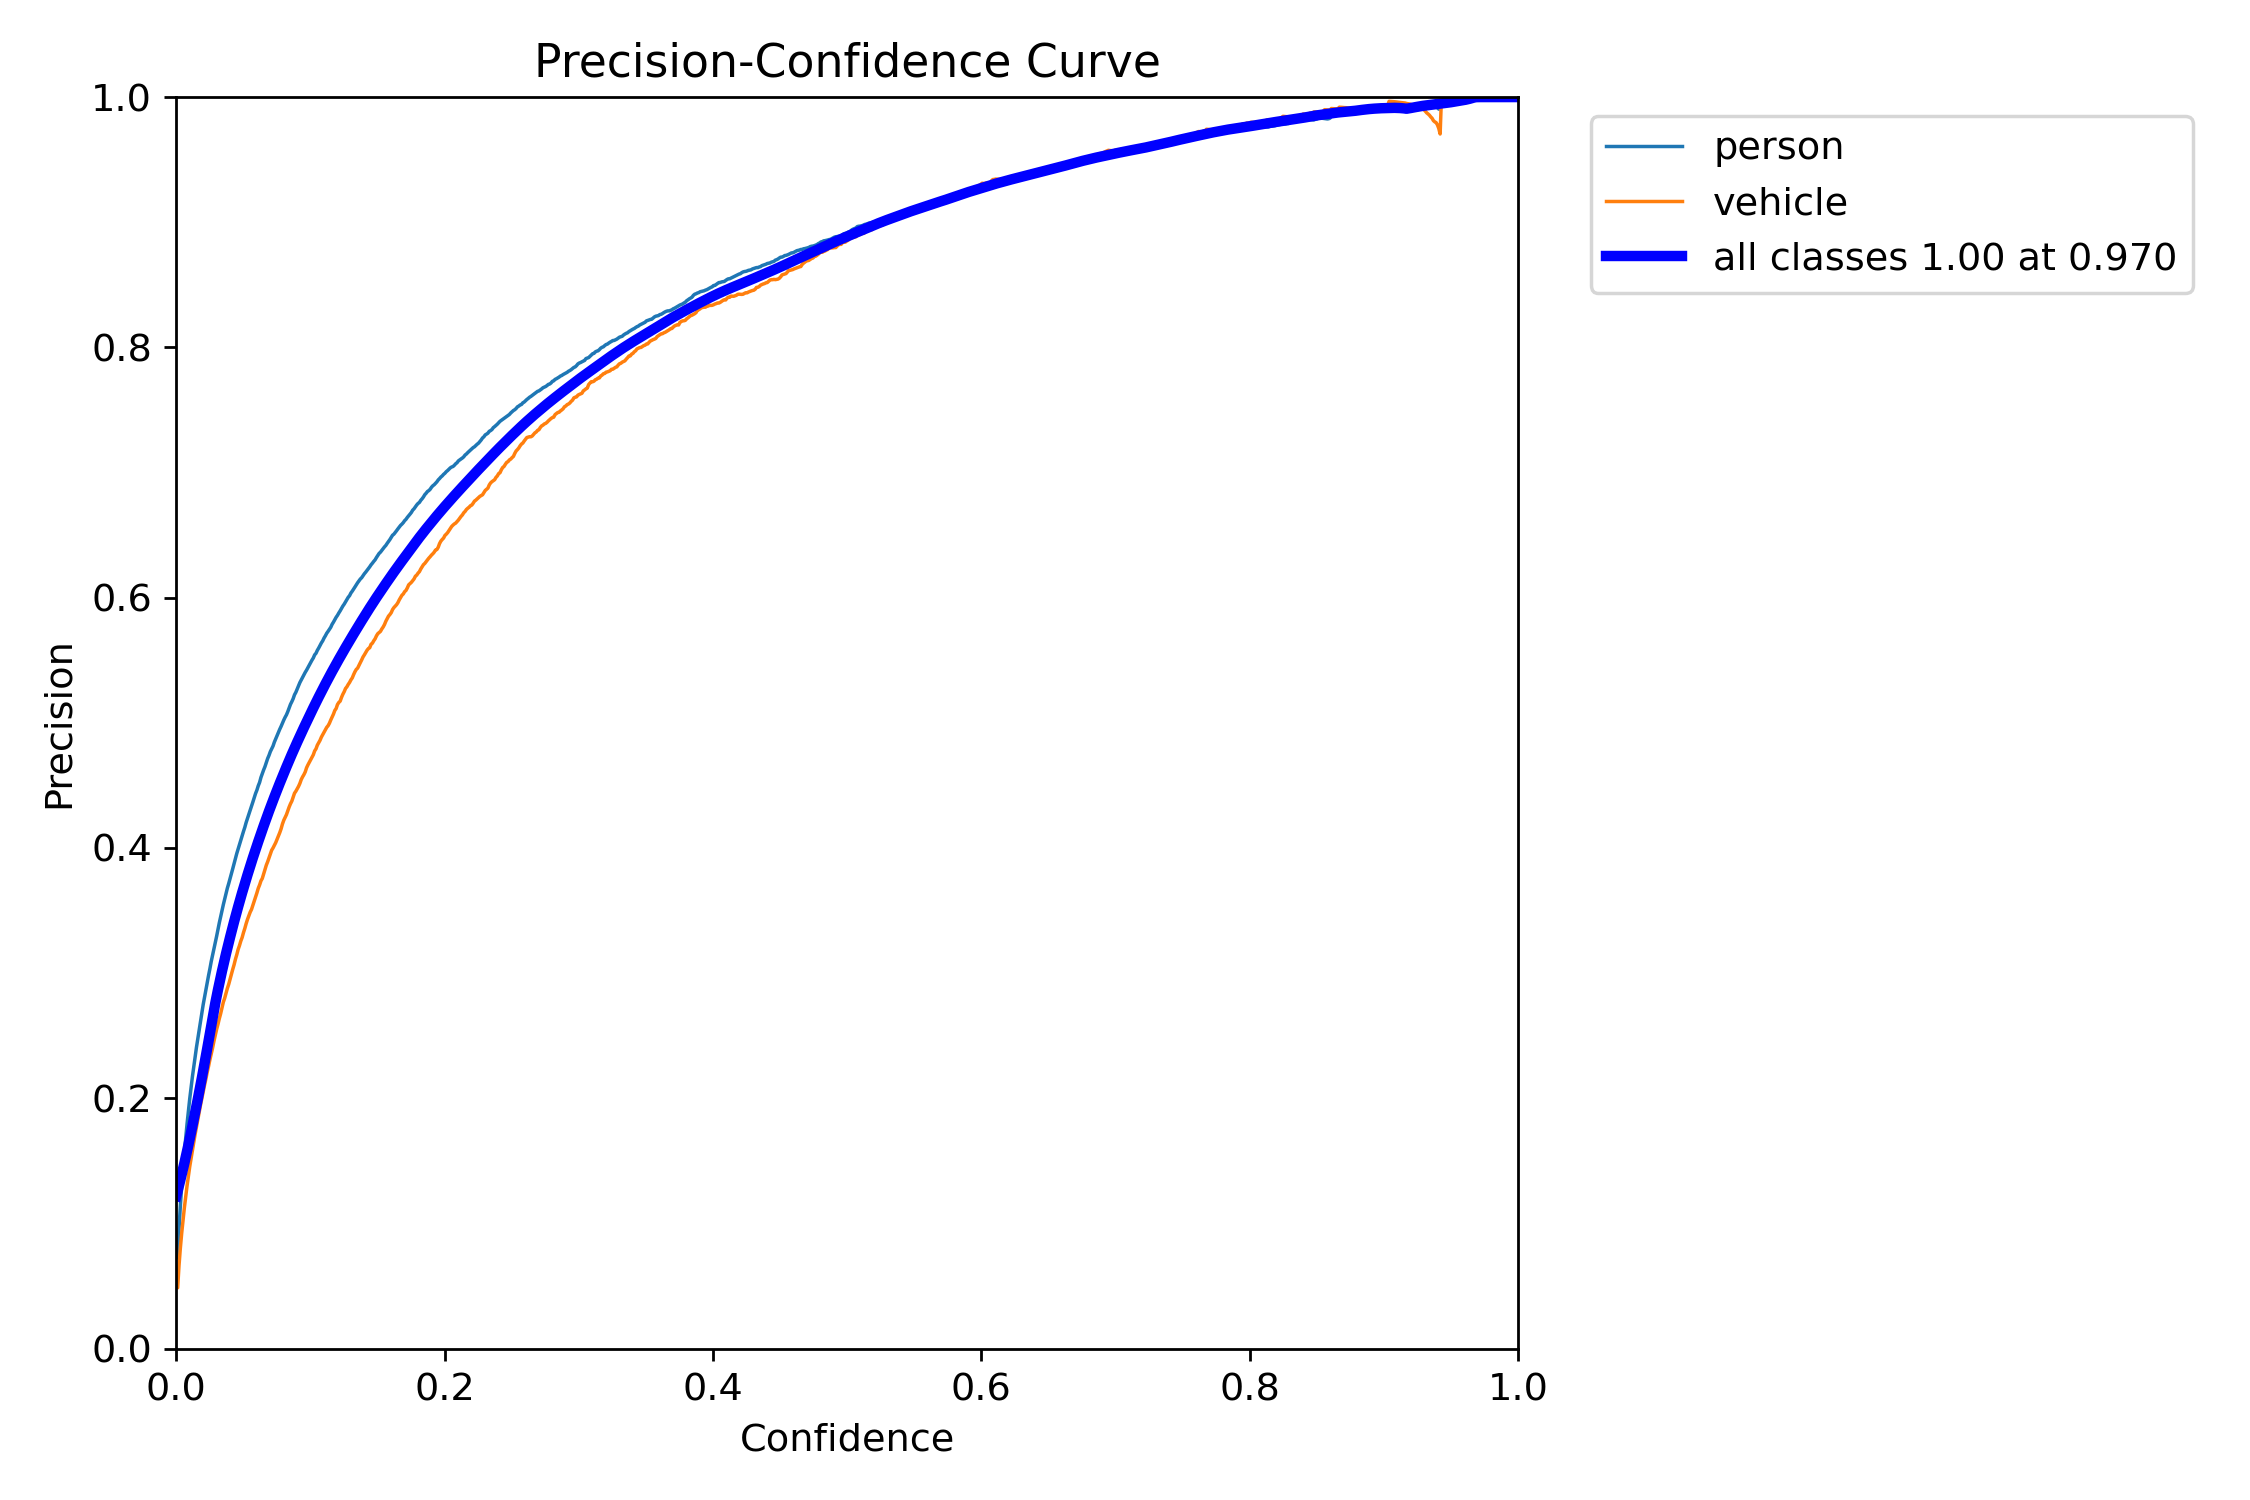 Precision-Confidence Curve
1.0
0.8
0.6
0.4
0.2
0.0
Precision
0.0 0.2 0.4 0.6 0.8 1.0
Confidence
person
vehicle
all classes 1.00 at 0.970